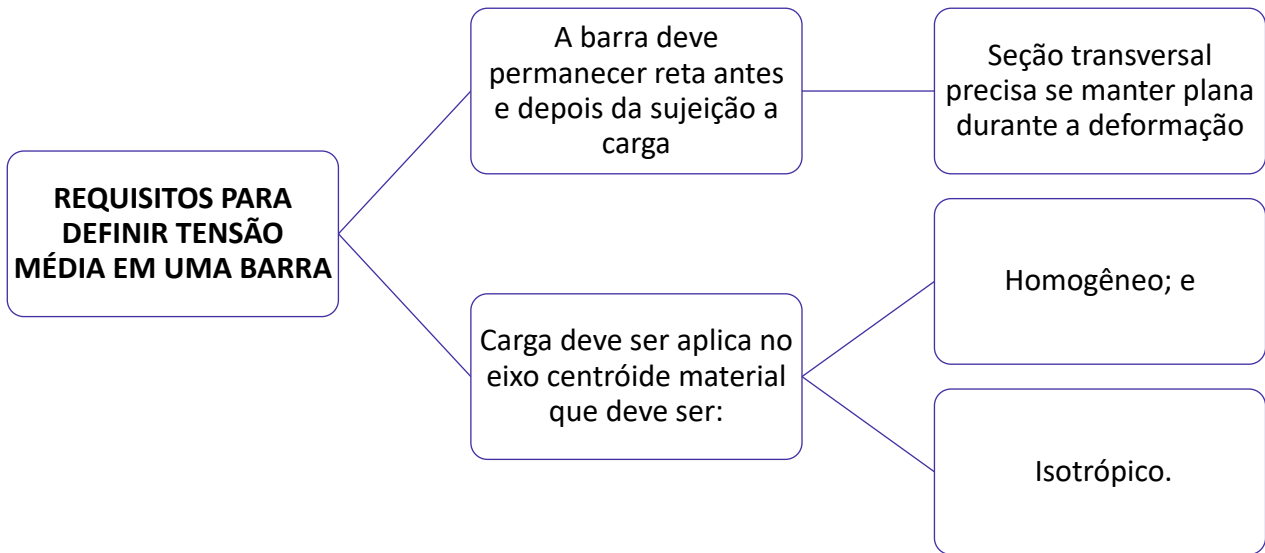 REQUISITOS PARA
DEFINIR TENSÃO
MÉDIA EM UMA BARRA
A barra deve
permanecer reta antes
e depois da sujeição a
carga
Seção transversal
precisa se manter plana
durante a deformação
Carga deve ser aplica no
eixo centróide material
que deve ser:
Homogêneo; e
Isotrópico.